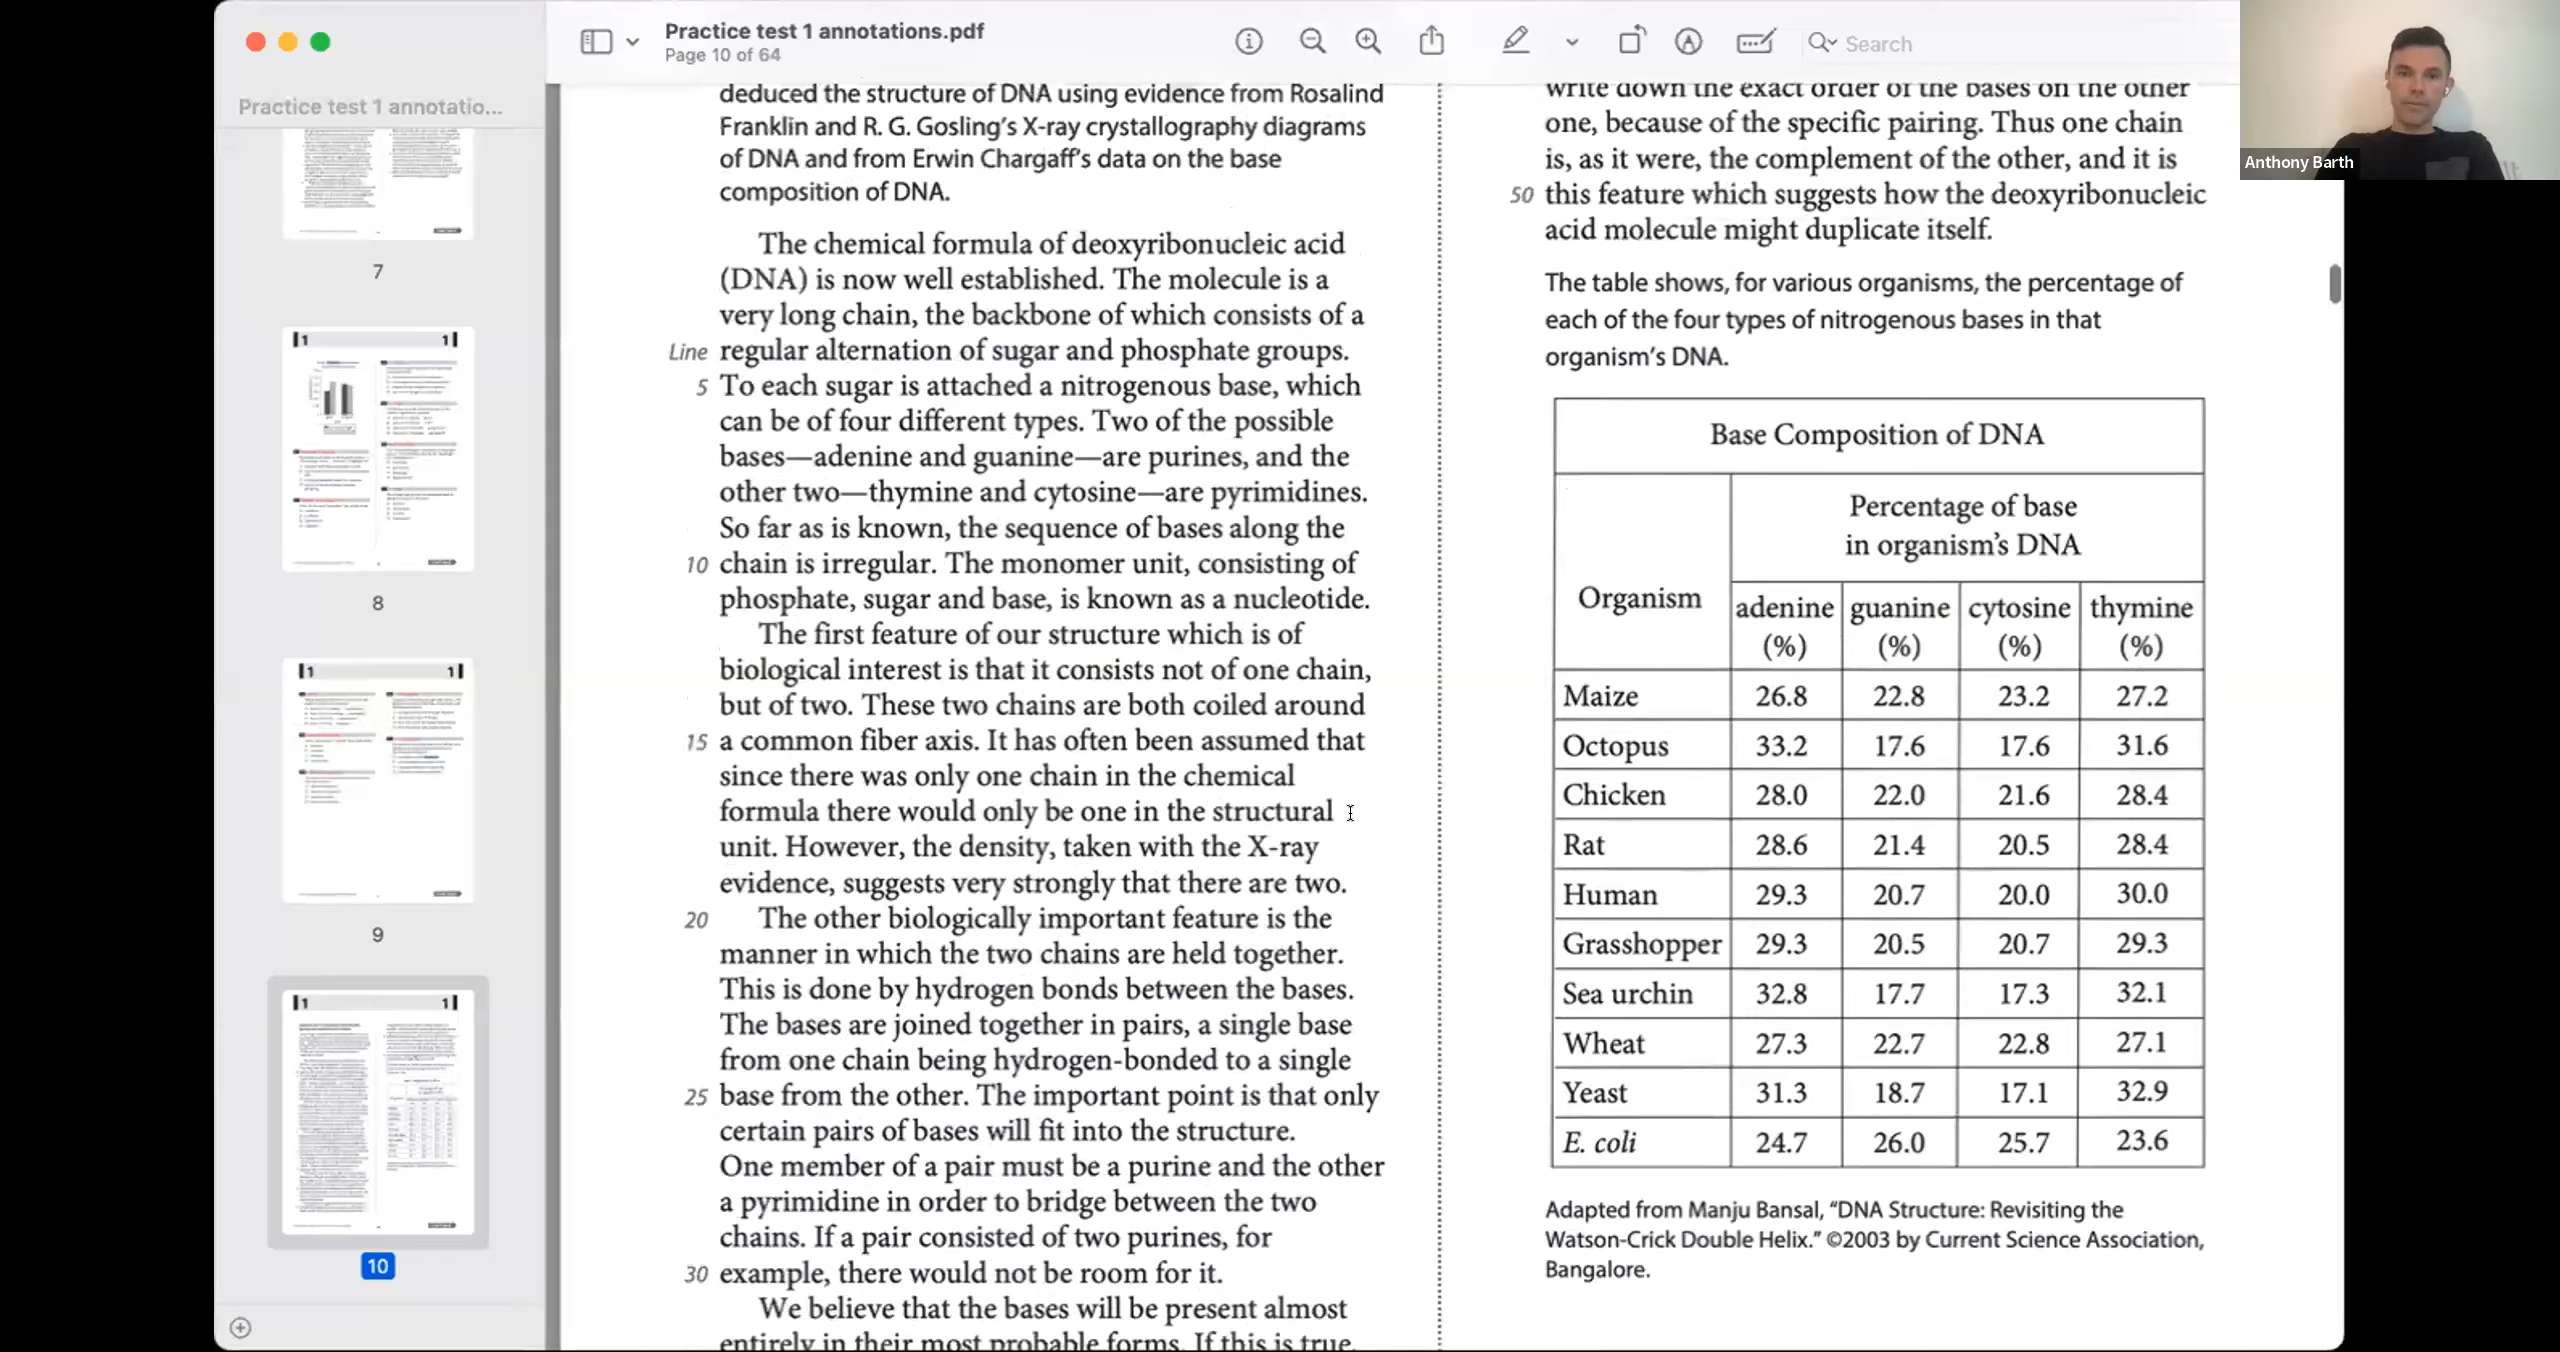 Practice test 1 annotations.pdf
Page 10 of 64
Search
Anthony Barth
Practice test 1 annotatio...
7
8
9
10
deduced the structure of DNA using evidence from Rosalind
Franklin and R. G. Gosling's X-ray crystallography diagrams
of DNA and from Erwin Chargaff's data on the base
composition of DNA.
The chemical formula of deoxyribonucleic acid
(DNA) is now well established. The molecule is a
very long chain, the backbone of which consists of a
Line regular alternation of sugar and phosphate groups.
5 To each sugar is attached a nitrogenous base, which
can be of four different types. Two of the possible
bases—adenine and guanine—are purines, and the
other two—thymine and cytosine—are pyrimidines.
So far as is known, the sequence of bases along the
10 chain is irregular. The monomer unit, consisting of
phosphate, sugar and base, is known as a nucleotide.
The first feature of our structure which is of
biological interest is that it consists not of one chain,
but of two. These two chains are both coiled around
15 a common fiber axis. It has often been assumed that
since there was only one chain in the chemical
formula there would only be one in the structural
unit. However, the density, taken with the X-ray
evidence, suggests very strongly that there are two.
20 The other biologically important feature is the
manner in which the two chains are held together.
This is done by hydrogen bonds between the bases.
The bases are joined together in pairs, a single base
from one chain being hydrogen-bonded to a single
25 base from the other. The important point is that only
certain pairs of bases will fit into the structure.
One member of a pair must be a purine and the other
a pyrimidine in order to bridge between the two
chains. If a pair consisted of two purines, for
30 example, there would not be room for it.
We believe that the bases will be present almost
entirely in their most probable forms. If this is true,
write down the exact order of the bases on the other
one, because of the specific pairing. Thus one chain
is, as it were, the complement of the other, and it is
50 this feature which suggests how the deoxyribonucleic
acid molecule might duplicate itself.
The table shows, for various organisms, the percentage of
each of the four types of nitrogenous bases in that
organism's DNA.
Base Composition of DNA
Organism
Percentage of base
in organism's DNA
adenine guanine cytosine thymine
(%) (%) (%) (%)
Maize 26.8 22.8 23.2 27.2
Octopus 33.2 17.6 17.6 31.6
Chicken 28.0 22.0 21.6 28.4
Rat 28.6 21.4 20.5 28.4
Human 29.3 20.7 20.0 30.0
Grasshopper 29.3 20.5 20.7 29.3
Sea urchin 32.8 17.7 17.3 32.1
Wheat 27.3 22.7 22.8 27.1
Yeast 31.3 18.7 17.1 32.9
E. coli 24.7 26.0 25.7 23.6
Adapted from Manju Bansal, "DNA Structure: Revisiting the
Watson-Crick Double Helix." ©2003 by Current Science Association,
Bangalore.